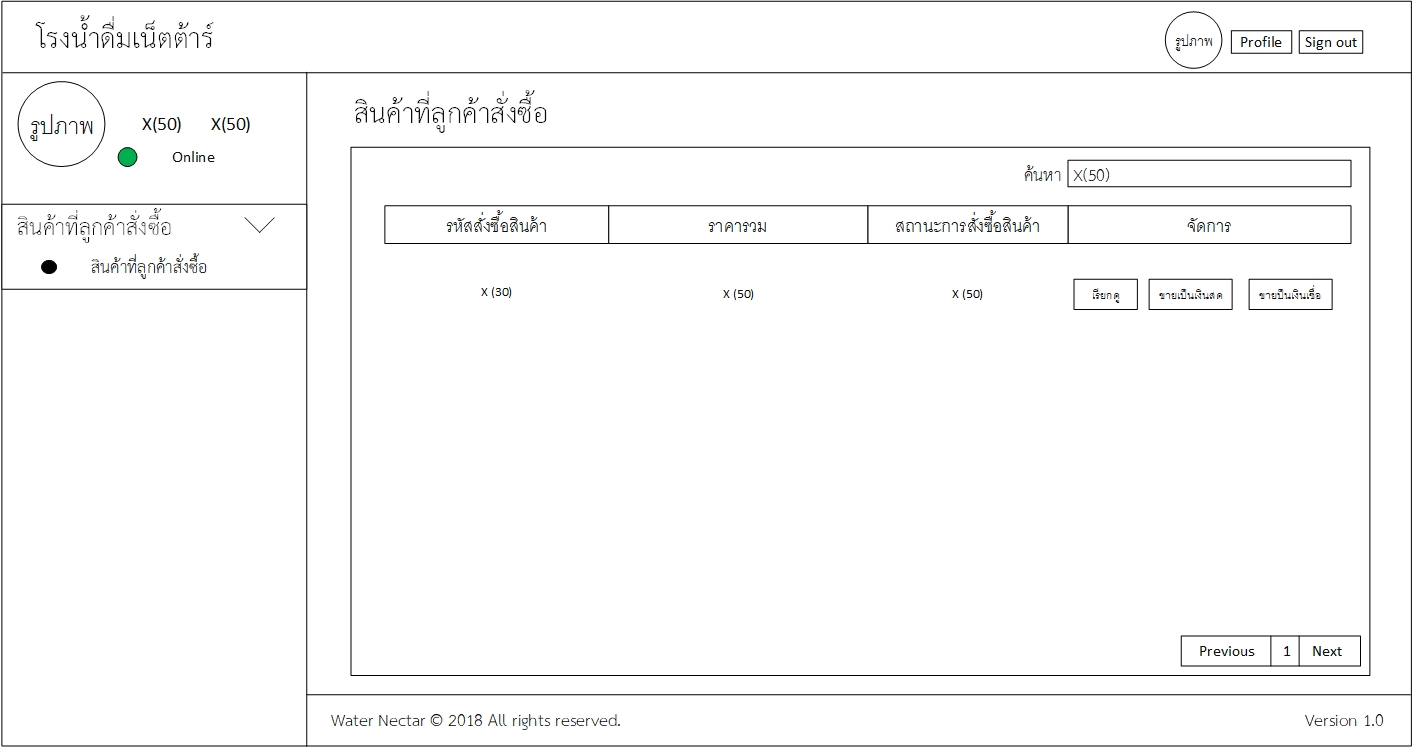 โรงน้ำดื่มเน็ตต้าร์
รูปภาพ Profile Sign out
รูปภาพ X(50) X(50)
Online
สินค้าที่ลูกค้าสั่งซื้อ
สินค้าที่ลูกค้าสั่งซื้อ
สินค้าที่ลูกค้าสั่งซื้อ
ค้นหา X(50)
รหัสสั่งซื้อสินค้า ราคารวม สถานะการสั่งซื้อสินค้า จัดการ
X (30) X (50) X (50) เรียกดู ขายเป็นเงินสด ขายป็นเงินเชื่อ
Previous 1 Next
Water Nectar © 2018 All rights reserved. Version 1.0